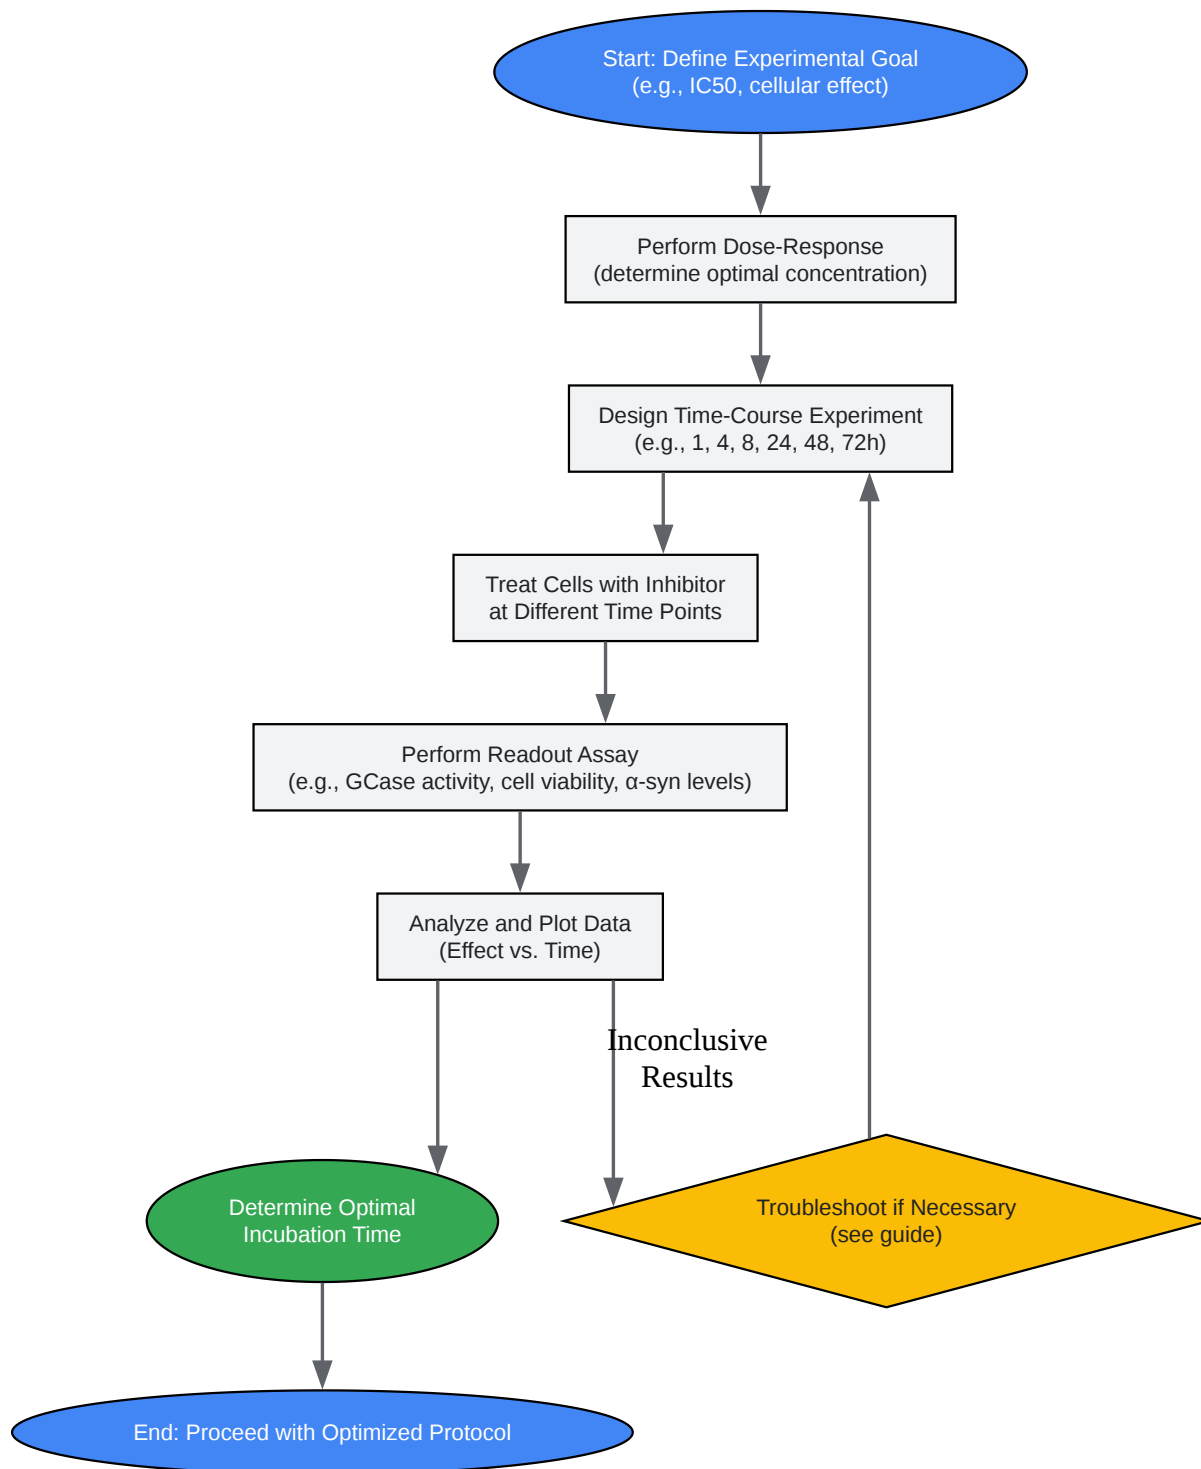 Start: Define Experimental Goal
(e.g., IC50, cellular effect)
Perform Dose-Response
(determine optimal concentration)
Design Time-Course Experiment
(e.g., 1, 4, 8, 24, 48, 72h)
Treat Cells with Inhibitor
at Different Time Points
Perform Readout Assay
(e.g., GCase activity, cell viability, α-syn levels)
Analyze and Plot Data
(Effect vs. Time)
Inconclusive
Results
Determine Optimal
Incubation Time
Troubleshoot if Necessary
(see guide)
End: Proceed with Optimized Protocol